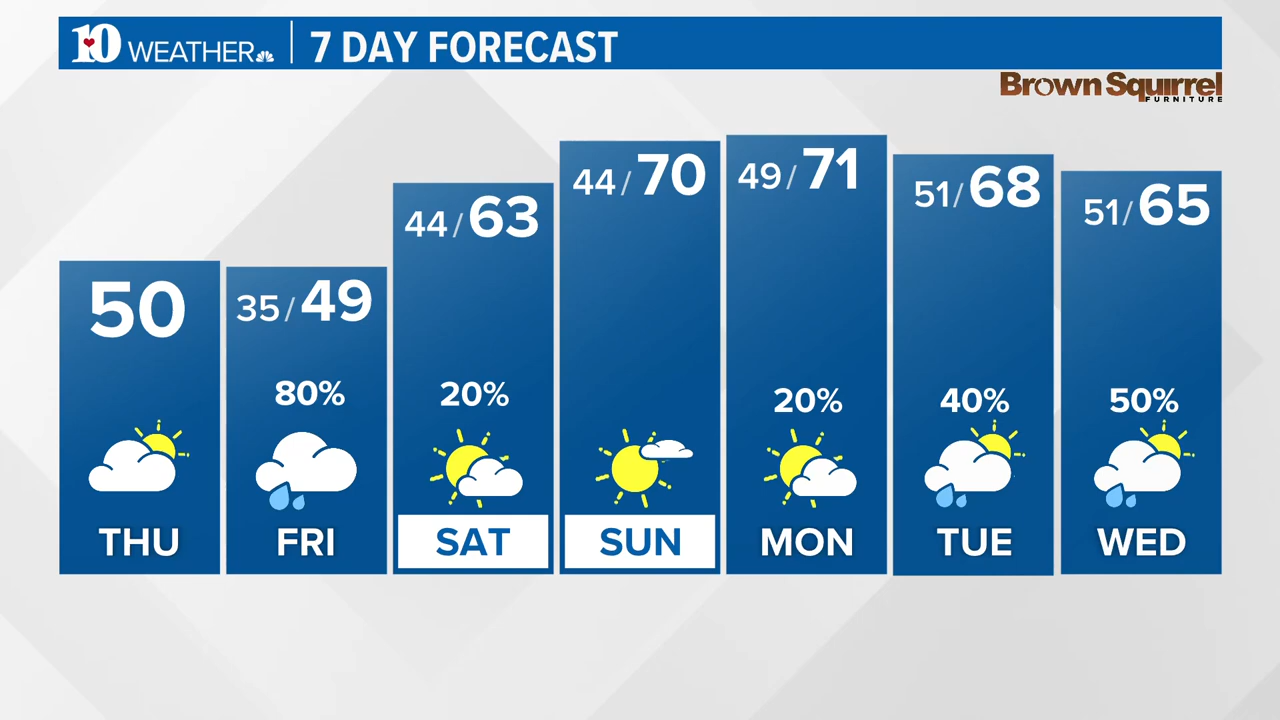 10 WEATHER 7 DAY FORECAST
Brown Squirrel
FURNITURE
50
THU
35/49
80%
FRI
44/63
20%
SAT
44/70
SUN
49/71
20%
MON
51/68
40%
TUE
51/65
50%
WED